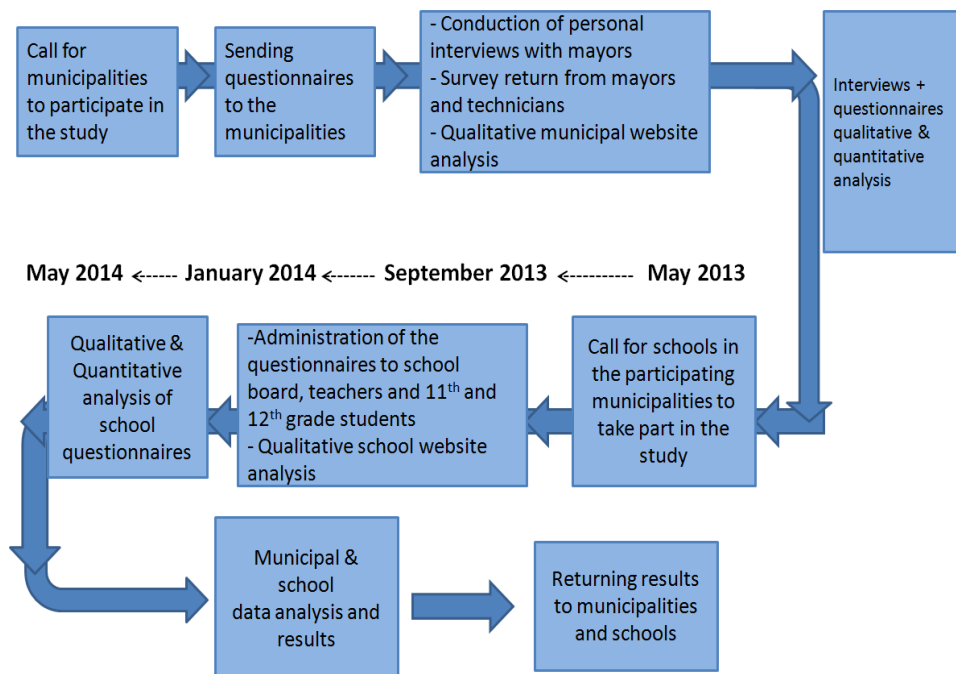 Call for
municipalities
to participate in
the study
Sending
questionnaires
to the
municipalities
- Conduction of personal
interviews with mayors
- Survey return from mayors
and technicians
- Qualitative municipal website
analysis
Interviews +
questionnaires
qualitative &
quantitative
analysis
May 2014 <------ January 2014 <------ September 2013 <---------- May 2013
Call for schools in
the participating
municipalities to
take part in the
study
-Administration of the
questionnaires to school
board, teachers and 11th and
12th grade students
- Qualitative school website
analysis
Qualitative &
Quantitative
analysis of
school
questionnaires
Municipal &
school
data analysis and
results
Returning results
to municipalities
and schools